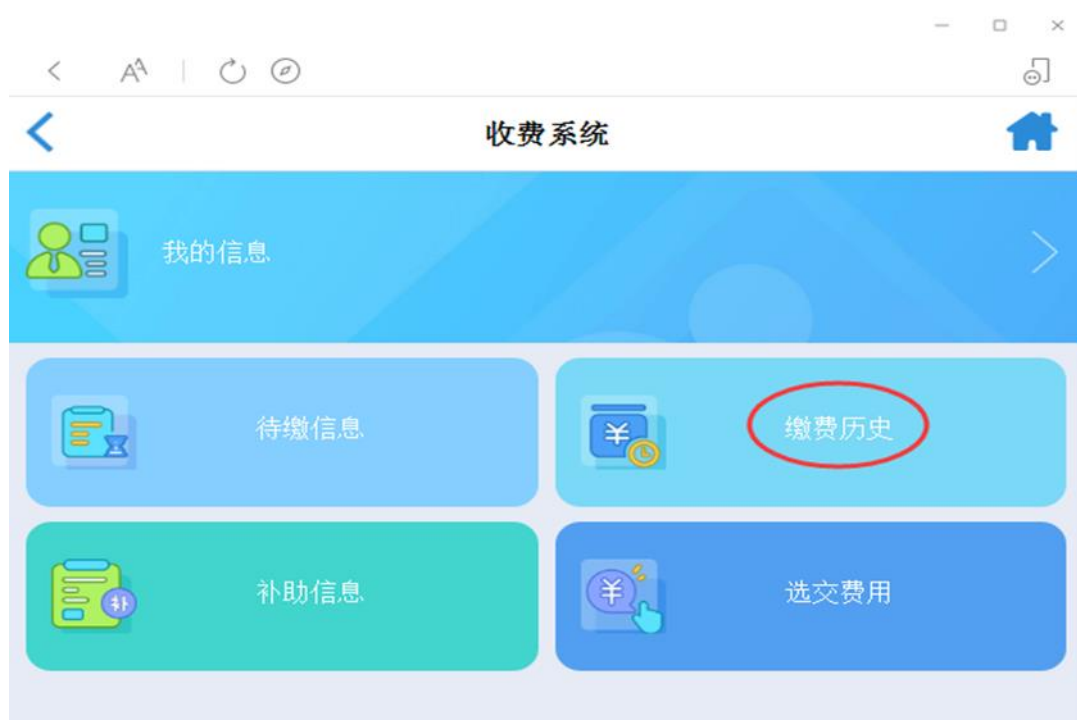 收费系统
我的信息
待缴信息
缴费历史
补
补助信息
选交费用